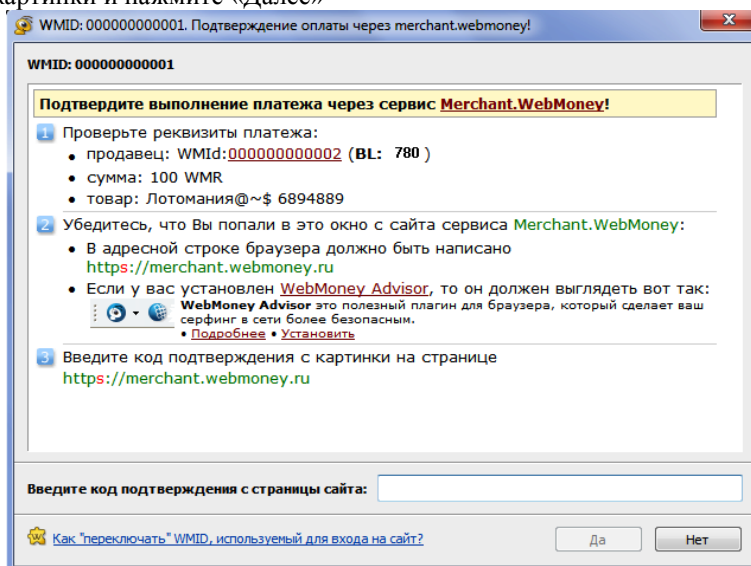 картинки и нажмите «Далее»
WMID: 000000000001. Подтверждение оплаты через merchant.webmoney!
WMID: 000000000001
Подтвердите выполнение платежа через сервис Merchant.WebMoney!
1 Проверьте реквизиты платежа:
• продавец: WMId:000000000002 (BL: 780 )
• сумма: 100 WMR
• товар: Лотомания@~$ 6894889
2 Убедитесь, что Вы попали в это окно с сайта сервиса Merchant.WebMoney:
• В адресной строке браузера должно быть написано
https://merchant.webmoney.ru
• Если у вас установлен WebMoney Advisor, то он должен выглядеть вот так:
WebMoney Advisor это полезный плагин для браузера, который сделает ваш
серфинг в сети более безопасным.
• Подробнее • Установить
3 Введите код подтверждения с картинки на странице
https://merchant.webmoney.ru
Введите код подтверждения с страницы сайта:
Как "переключать" WMID, используемый для входа на сайт?
Да
Нет